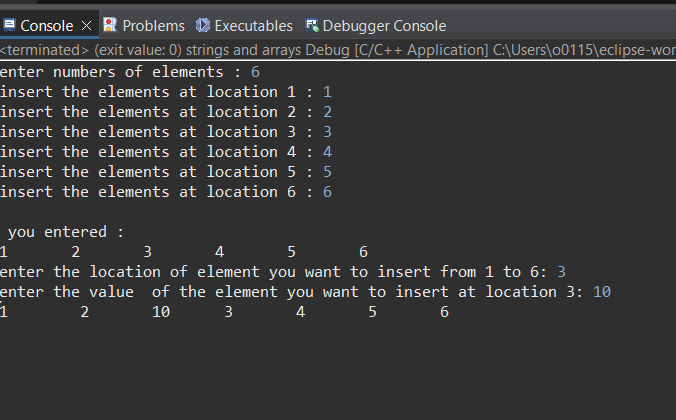 Console Problems Executables Debugger Console
<terminated> (exit value: 0) strings and arrays Debug [C/C++ Application] C:\Users\o0115\eclipse-wor
enter numbers of elements : 6
insert the elements at location 1 : 1
insert the elements at location 2 : 2
insert the elements at location 3 : 3
insert the elements at location 4 : 4
insert the elements at location 5 : 5
insert the elements at location 6 : 6
you entered :
1 2 3 4 5 6
enter the location of element you want to insert from 1 to 6: 3
enter the value  of the element you want to insert at location 3: 10
1 2 10 3 4 5 6